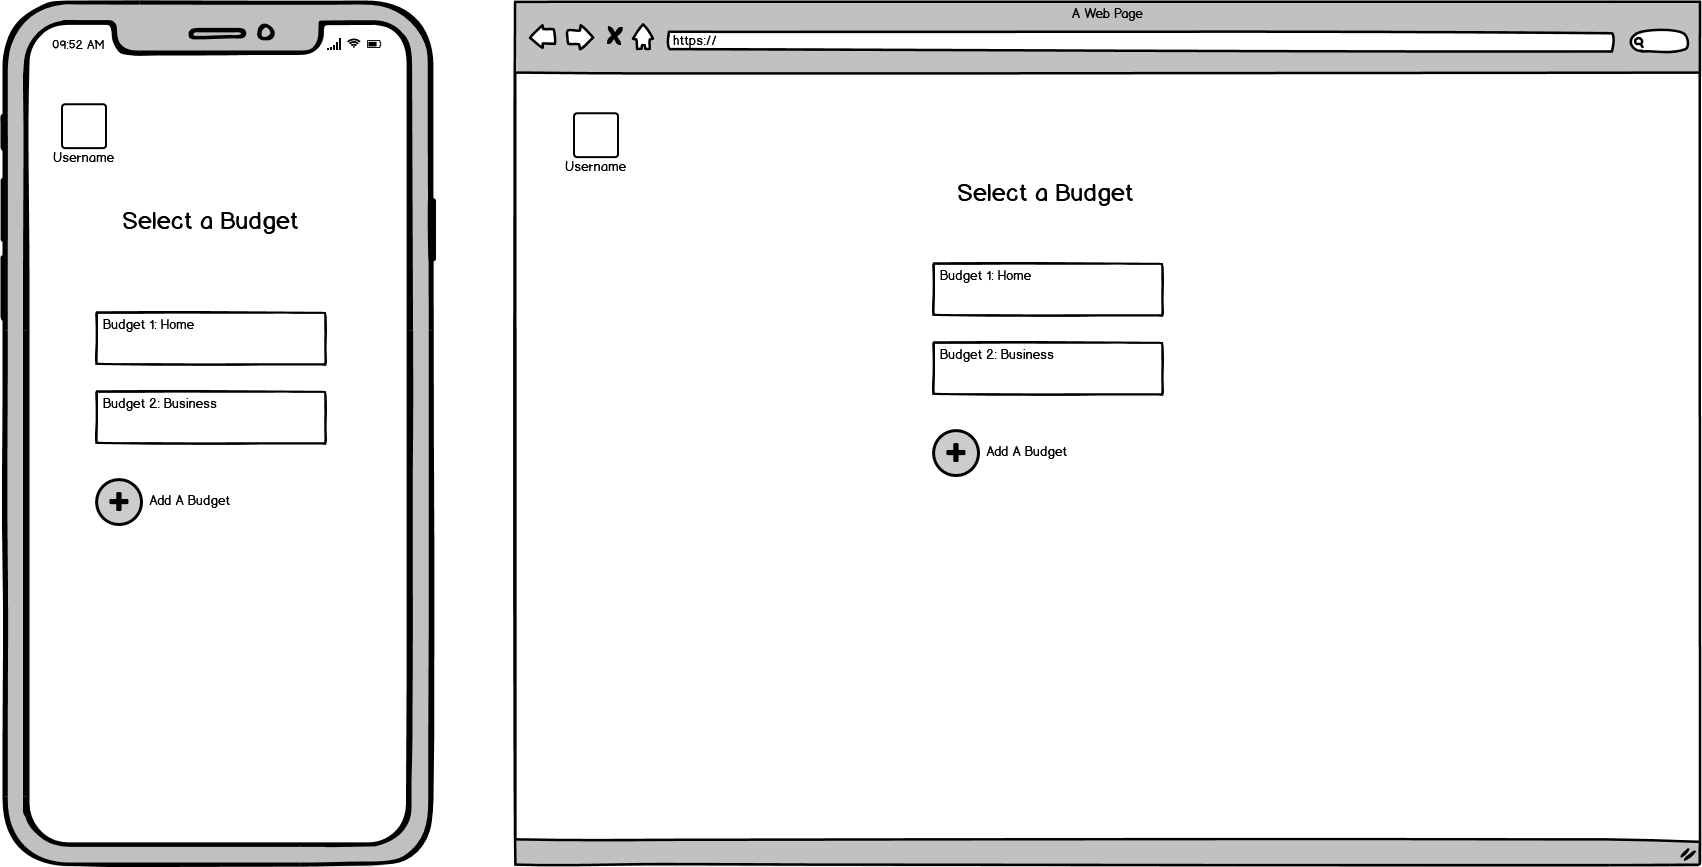 09:52 AM
Username
Select a Budget
Budget 1: Home
Budget 2: Business
Add A Budget
A Web Page
https://
Username
Select a Budget
Budget 1: Home
Budget 2: Business
Add A Budget